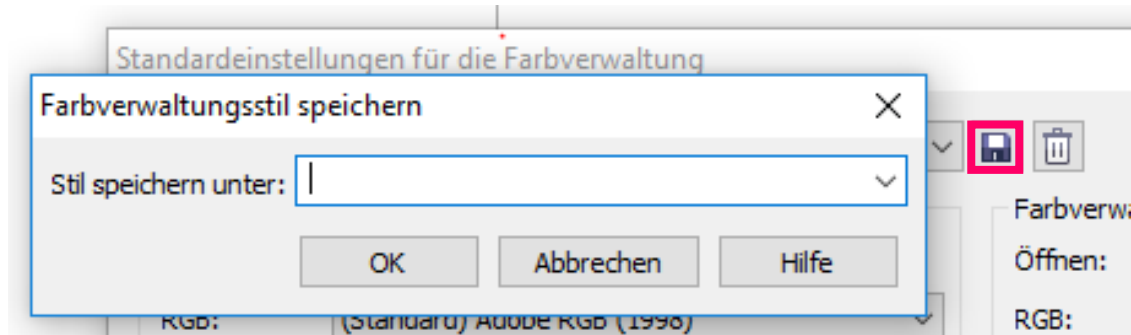 Standardeinstellungen für die Farbverwaltung
Farbverwaltungsstil speichern
Stil speichern unter:
OK Abbrechen Hilfe
Farbverwa
Öffnen:
RGB: (Standard) Adobe RGB (1998)
RGB: